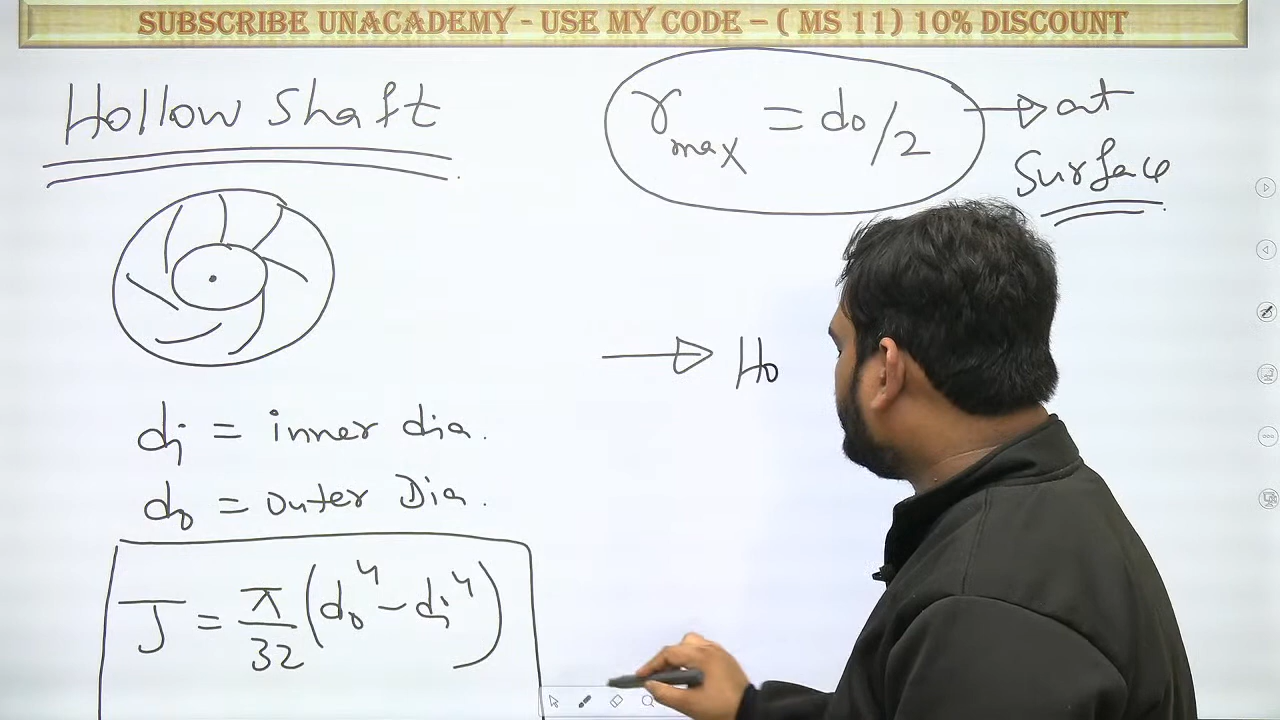 SUBSCRIBE UNACADEMY - USE MY CODE – ( MS 11) 10% DISCOUNT
Hollow Shaft
r max = do/2 → at
Surface
→ Ho
di = inner dia.
do = outer Dia.
J = π/32 (do⁴ - di⁴)